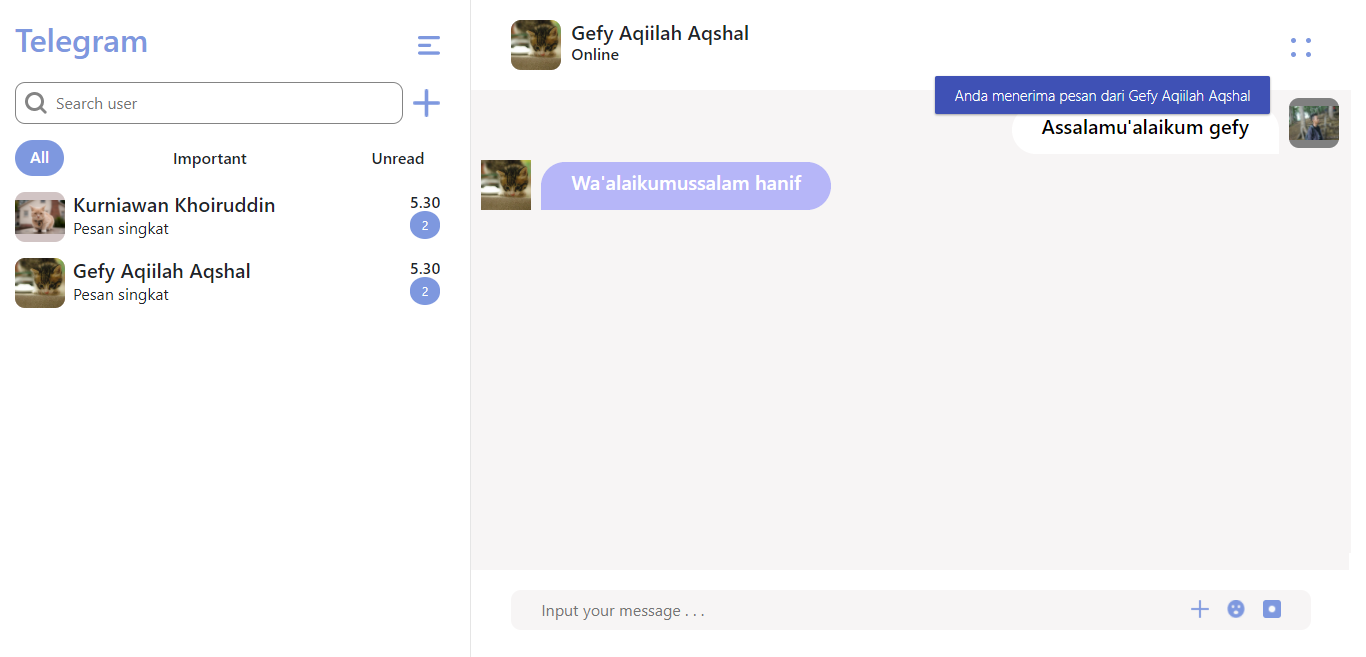 Telegram
Search user
All
Important
Unread
Kurniawan Khoiruddin
5.30
Pesan singkat
2
Gefy Aqiilah Aqshal
5.30
Pesan singkat
2
Gefy Aqiilah Aqshal
Online
Anda menerima pesan dari Gefy Aqiilah Aqshal
Assalamu'alaikum gefy
Wa'alaikumussalam hanif
Input your message . . .